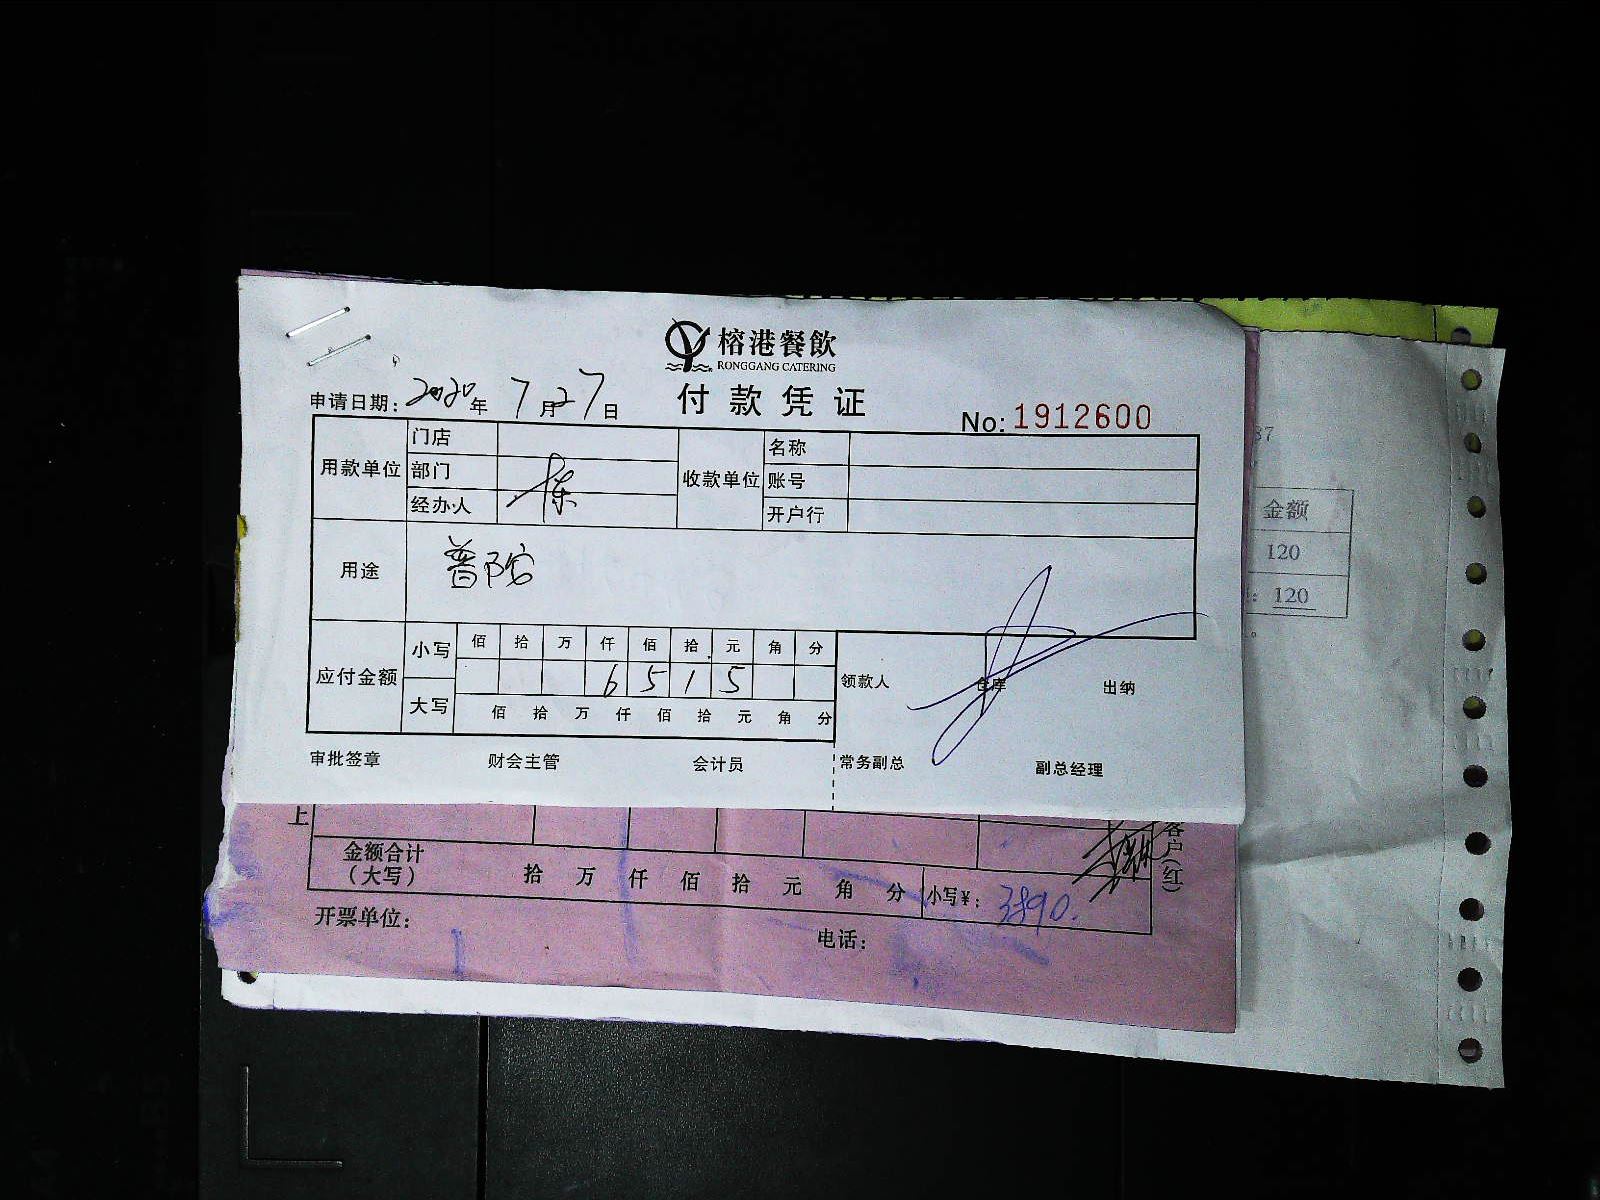 榕港餐飲
RONGGANG CATERING
付款凭证
申请日期: 2020年 7月27日
No: 1912600
用款单位 门店 收款单位 名称
部门 账号
经办人 开户行
用途 普陀
应付金额 小写 佰 拾 万 仟 佰 拾 元 角 分
6 5 1 5
大写 佰 拾 万 仟 佰 拾 元 角 分
领款人 仓库 出纳
审批签章 财会主管 会计员 常务副总 副总经理
87
金额
120
120
上
客户(红)
金额合计(大写) 拾 万 仟 佰 拾 元 角 分 小写¥: 3890.
开票单位: 电话: